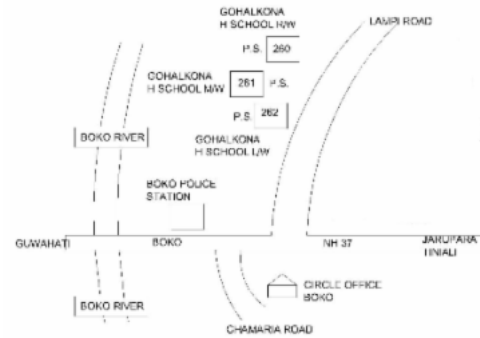 GOHALKONA
H SCHOOL R/W
LAMPI ROAD
P.S. 260
GOHALKONA
H SCHOOL M/W
261 P.S.
P.S. 262
GOHALKONA
H SCHOOL L/W
BOKO RIVER
BOKO POLICE
STATION
GUWAHATI
BOKO
NH 37
JARUPARA
TINIALI
BOKO RIVER
CIRCLE OFFICE
BOKO
CHAMARIA ROAD